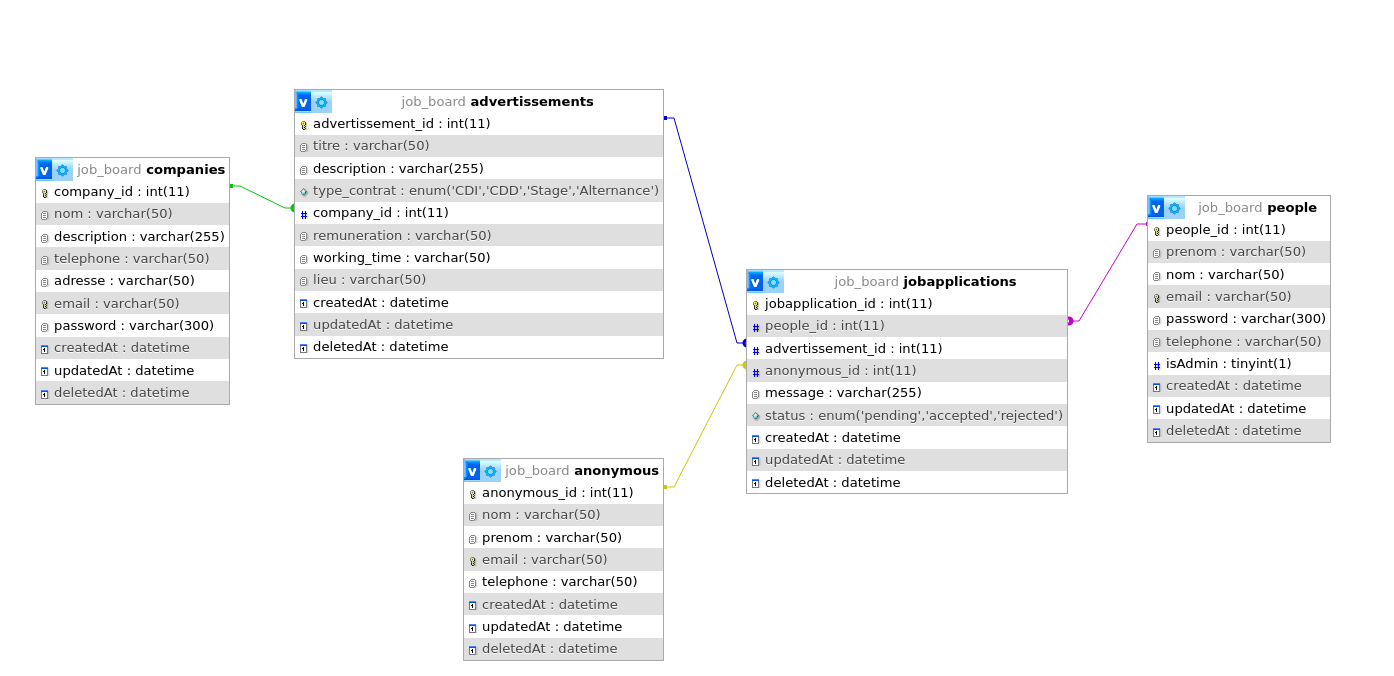 job_board advertissements
advertissement_id : int(11)
titre : varchar(50)
description : varchar(255)
type_contrat : enum('CDI','CDD','Stage','Alternance')
company_id : int(11)
remuneration : varchar(50)
working_time : varchar(50)
lieu : varchar(50)
createdAt : datetime
updatedAt : datetime
deletedAt : datetime
job_board companies
company_id : int(11)
nom : varchar(50)
description : varchar(255)
telephone : varchar(50)
adresse : varchar(50)
email : varchar(50)
password : varchar(300)
createdAt : datetime
updatedAt : datetime
deletedAt : datetime
job_board people
people_id : int(11)
prenom : varchar(50)
nom : varchar(50)
email : varchar(50)
password : varchar(300)
telephone : varchar(50)
isAdmin : tinyint(1)
createdAt : datetime
updatedAt : datetime
deletedAt : datetime
job_board jobapplications
jobapplication_id : int(11)
people_id : int(11)
advertissement_id : int(11)
anonymous_id : int(11)
message : varchar(255)
status : enum('pending','accepted','rejected')
createdAt : datetime
updatedAt : datetime
deletedAt : datetime
job_board anonymous
anonymous_id : int(11)
nom : varchar(50)
prenom : varchar(50)
email : varchar(50)
telephone : varchar(50)
createdAt : datetime
updatedAt : datetime
deletedAt : datetime